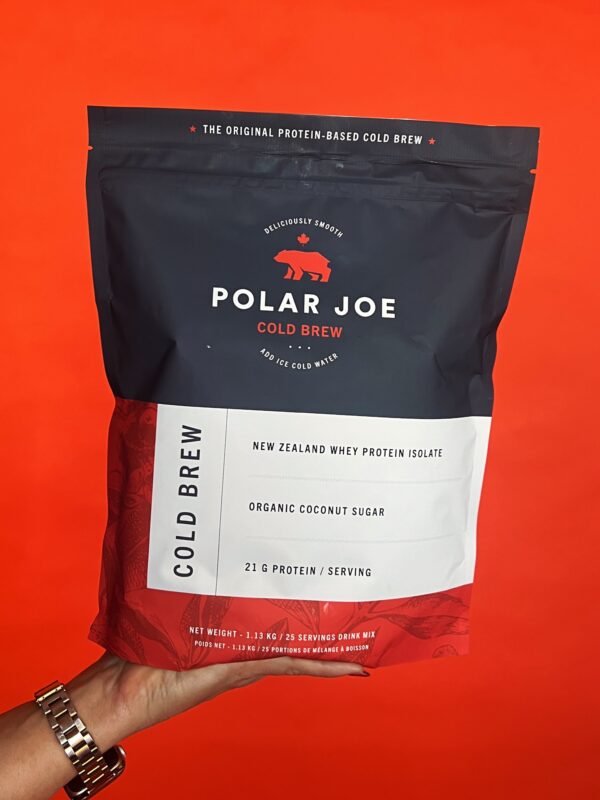 ★ THE ORIGINAL PROTEIN-BASED COLD BREW ★
DELICIOUSLY SMOOTH
POLAR JOE
COLD BREW
ADD ICE COLD WATER
COLD BREW
NEW ZEALAND WHEY PROTEIN ISOLATE
ORGANIC COCONUT SUGAR
21 G PROTEIN / SERVING
NET WEIGHT - 1.13 KG / 25 SERVINGS DRINK MIX
POIDS NET - 1.13 KG / 25 PORTIONS DE MÉLANGE À BOISSON